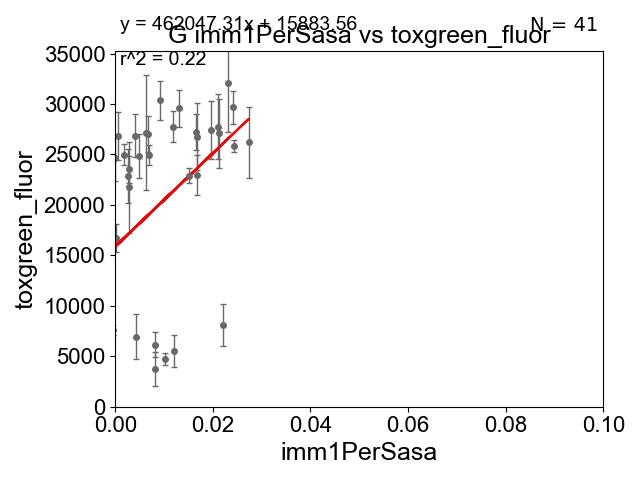 y = 462047.31x + 15883.56
N = 41
G imm1PerSasa vs toxgreen_fluor
r^2 = 0.22
35000
30000
25000
20000
15000
10000
5000
0
toxgreen_fluor
0.00 0.02 0.04 0.06 0.08 0.10
imm1PerSasa